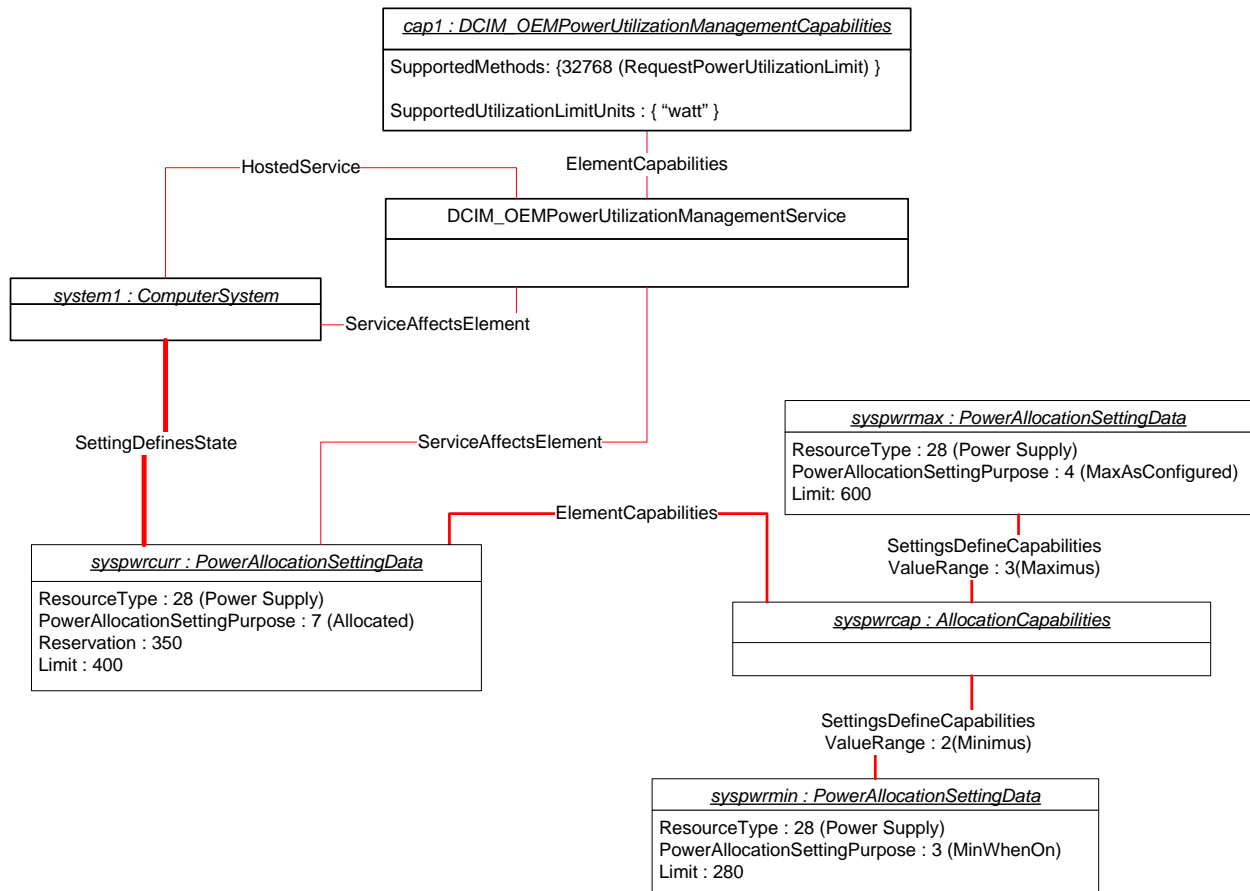 cap1 : DCIM_OEMPowerUtilizationManagementCapabilities
SupportedMethods: {32768 (RequestPowerUtilizationLimit) }
SupportedUtilizationLimitUnits : { “watt” }
HostedService
ElementCapabilities
DCIM_OEMPowerUtilizationManagementService
system1 : ComputerSystem
ServiceAffectsElement
SettingDefinesState
ServiceAffectsElement
syspwrmax : PowerAllocationSettingData
ResourceType : 28 (Power Supply)
PowerAllocationSettingPurpose : 4 (MaxAsConfigured)
Limit: 600
ElementCapabilities
SettingsDefineCapabilities
ValueRange : 3(Maximus)
syspwrcurr : PowerAllocationSettingData
ResourceType : 28 (Power Supply)
PowerAllocationSettingPurpose : 7 (Allocated)
Reservation : 350
Limit : 400
syspwrcap : AllocationCapabilities
SettingsDefineCapabilities
ValueRange : 2(Minimus)
syspwrmin : PowerAllocationSettingData
ResourceType : 28 (Power Supply)
PowerAllocationSettingPurpose : 3 (MinWhenOn)
Limit : 280